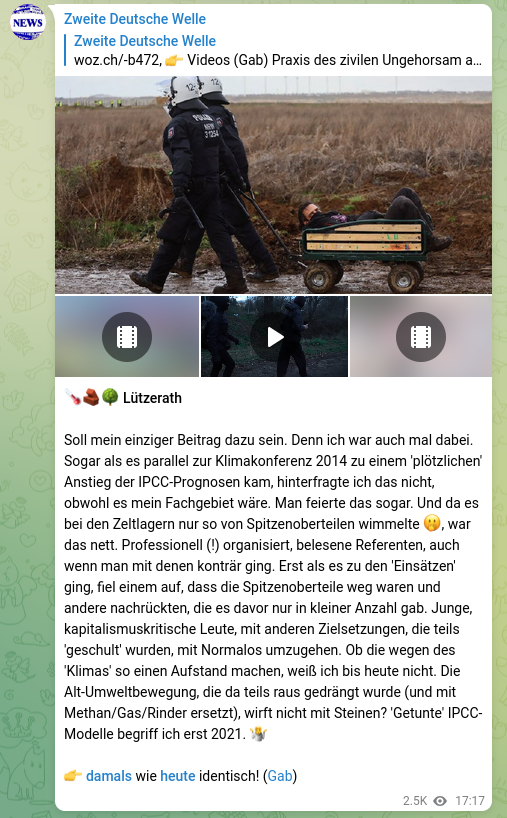 NEWS
Zweite Deutsche Welle
Zweite Deutsche Welle
woz.ch/-b472, 👉 Videos (Gab) Praxis des zivilen Ungehorsam a…
POLIZEI
NRW
31254
🌡️🍫🌳 Lützerath
Soll mein einziger Beitrag dazu sein. Denn ich war auch mal dabei.
Sogar als es parallel zur Klimakonferenz 2014 zu einem 'plötzlichen'
Anstieg der IPCC-Prognosen kam, hinterfragte ich das nicht,
obwohl es mein Fachgebiet wäre. Man feierte das sogar. Und da es
bei den Zeltlagern nur so von Spitzenoberteilen wimmelte 🤭, war
das nett. Professionell (!) organisiert, belesene Referenten, auch
wenn man mit denen konträr ging. Erst als es zu den 'Einsätzen'
ging, fiel einem auf, dass die Spitzenoberteile weg waren und
andere nachrückten, die es davor nur in kleiner Anzahl gab. Junge,
kapitalismuskritische Leute, mit anderen Zielsetzungen, die teils
'geschult' wurden, mit Normalos umzugehen. Ob die wegen des
'Klimas' so einen Aufstand machen, weiß ich bis heute nicht. Die
Alt-Umweltbewegung, die da teils raus gedrängt wurde (und mit
Methan/Gas/Rinder ersetzt), wirft nicht mit Steinen? 'Getunte' IPCC-
Modelle begriff ich erst 2021. 🤷
👉 damals wie heute identisch! (Gab)
2.5K 17:17